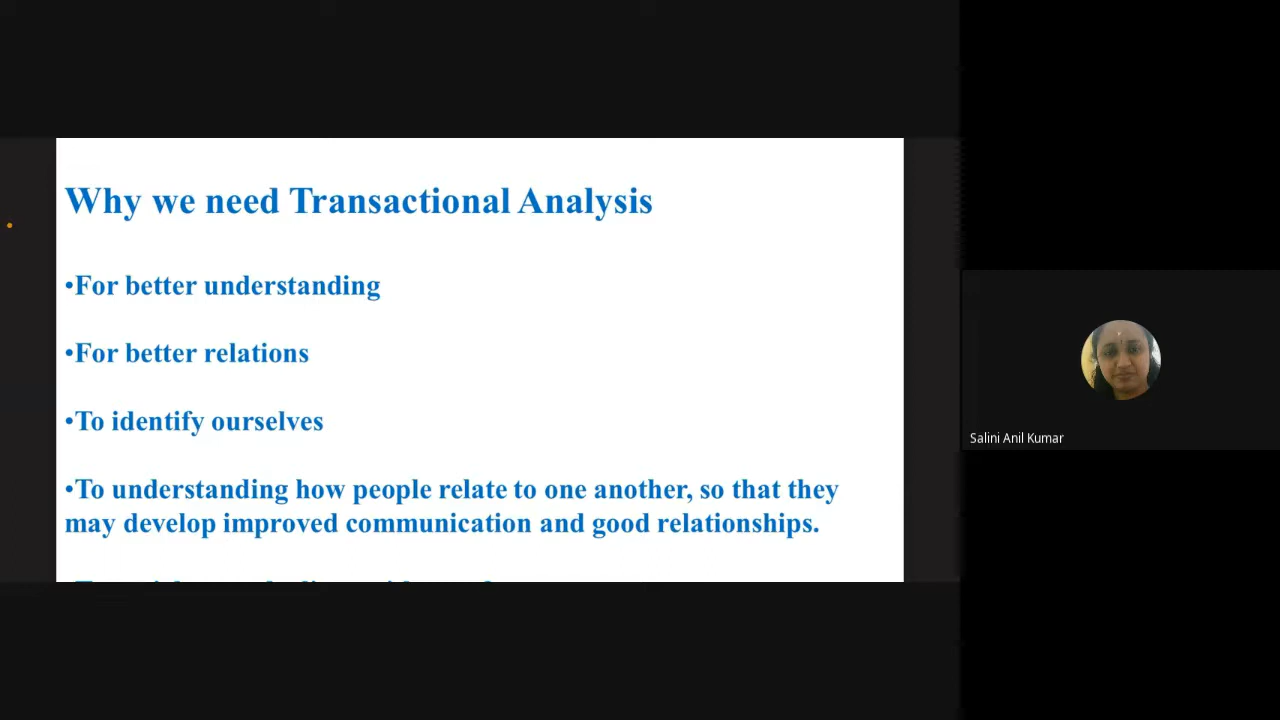 Why we need Transactional Analysis
•For better understanding
•For better relations
•To identify ourselves
•To understanding how people relate to one another, so that they
may develop improved communication and good relationships.
Salini Anil Kumar